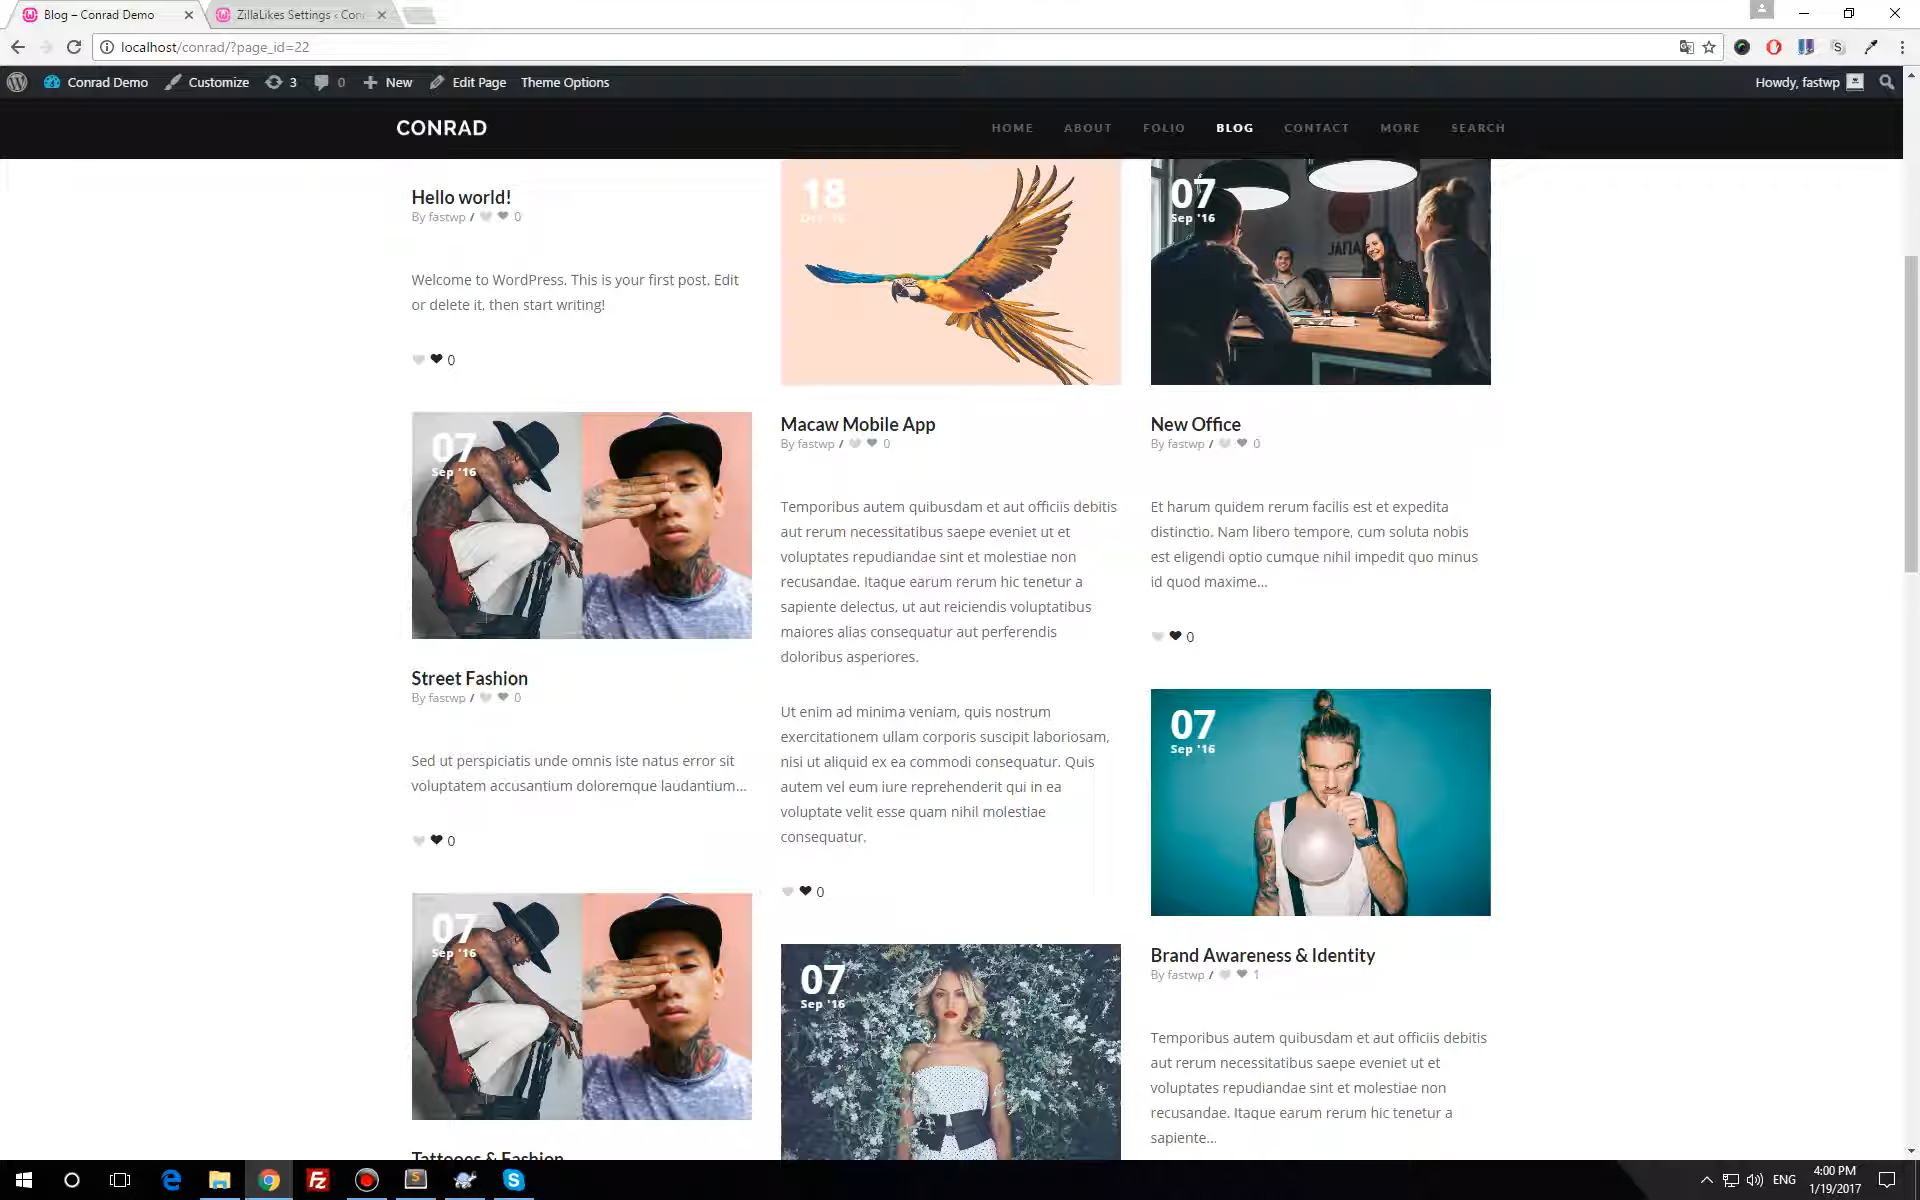 Blog – Conrad Demo
ZillaLikes Settings ‹ Con
localhost/conrad/?page_id=22
Conrad Demo Customize 3 0 New Edit Page Theme Options Howdy, fastwp
CONRAD HOME ABOUT FOLIO BLOG CONTACT MORE SEARCH
Hello world!
By fastwp / 0
Welcome to WordPress. This is your first post. Edit
or delete it, then start writing!
0
07
Sep '16
Street Fashion
By fastwp / 0
Sed ut perspiciatis unde omnis iste natus error sit
voluptatem accusantium doloremque laudantium...
0
07
Sep '16
Tattooes & Fashion
18
Macaw Mobile App
By fastwp / 0
Temporibus autem quibusdam et aut officiis debitis
aut rerum necessitatibus saepe eveniet ut et
voluptates repudiandae sint et molestiae non
recusandae. Itaque earum rerum hic tenetur a
sapiente delectus, ut aut reiciendis voluptatibus
maiores alias consequatur aut perferendis
doloribus asperiores.
Ut enim ad minima veniam, quis nostrum
exercitationem ullam corporis suscipit laboriosam,
nisi ut aliquid ex ea commodi consequatur. Quis
autem vel eum iure reprehenderit qui in ea
voluptate velit esse quam nihil molestiae
consequatur.
0
07
Sep '16
07
Sep '16
New Office
By fastwp / 0
Et harum quidem rerum facilis est et expedita
distinctio. Nam libero tempore, cum soluta nobis
est eligendi optio cumque nihil impedit quo minus
id quod maxime...
0
07
Sep '16
Brand Awareness & Identity
By fastwp / 1
Temporibus autem quibusdam et aut officiis debitis
aut rerum necessitatibus saepe eveniet ut et
voluptates repudiandae sint et molestiae non
recusandae. Itaque earum rerum hic tenetur a
sapiente...
ENG
4:00 PM
1/19/2017